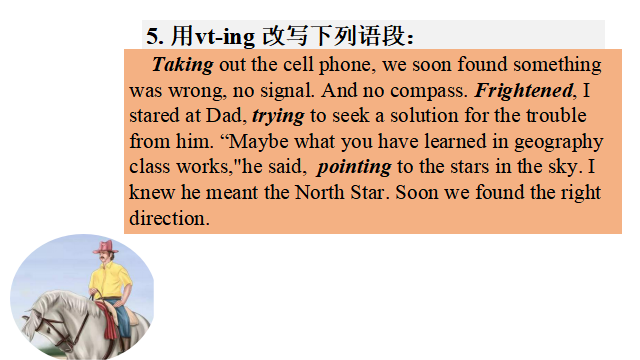 5. 用vt-ing 改写下列语段：
Taking out the cell phone, we soon found something
was wrong, no signal. And no compass. Frightened, I
stared at Dad, trying to seek a solution for the trouble
from him. “Maybe what you have learned in geography
class works,"he said, pointing to the stars in the sky. I
knew he meant the North Star. Soon we found the right
direction.